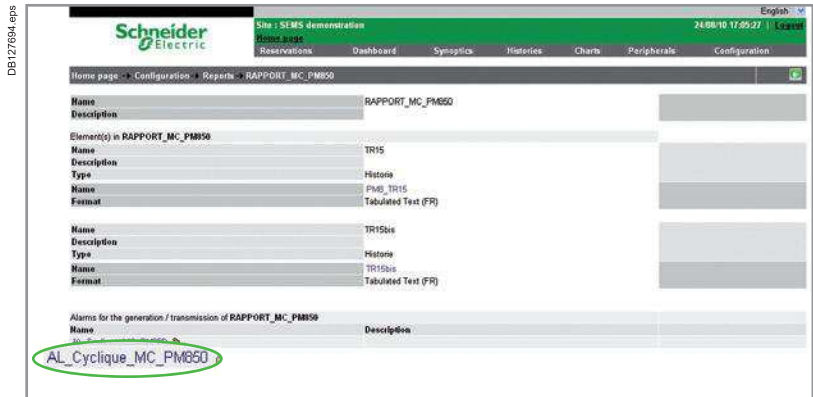 DB127694.eps
English
Schneider Electric
Site : SEMS demonstration
24/08/10 17:05:27 | Logout
Home page
Reservations Dashboard Synoptics Histories Charts Peripherals Configuration
Home page -> Configuration -> Reports -> RAPPORT_MC_PM850
Name RAPPORT_MC_PM850
Description
Element(s) in RAPPORT_MC_PM850
Name TR15
Description
Type Historie
Name PM8_TR15
Format Tabulated Text (FR)
Name TR15bis
Description
Type Historie
Name TR15bis
Format Tabulated Text (FR)
Alarms for the generation / transmission of RAPPORT_MC_PM850
Name Description
AL_Cyclique_MC_PM850